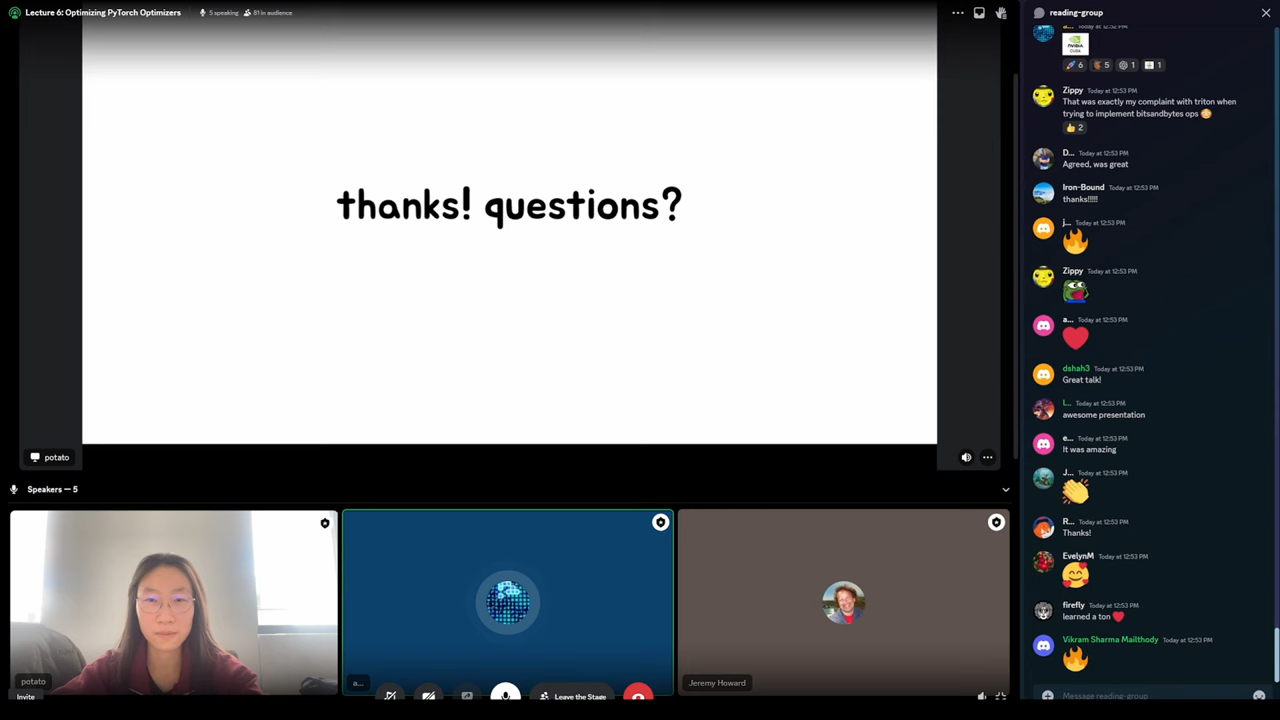 Lecture 6: Optimizing PyTorch Optimizers
5 speaking
81 in audience
thanks! questions?
potato
Speakers — 5
potato
Invite
a...
Leave the Stage
Jeremy Howard
reading-group
a... Today at 12:52 PM
NVIDIA
6 5 1 1
Zippy Today at 12:53 PM
That was exactly my complaint with triton when
trying to implement bitsandbytes ops
2
D... Today at 12:53 PM
Agreed, was great
Iron-Bound Today at 12:53 PM
thanks!!!!!
j... Today at 12:53 PM
Zippy Today at 12:53 PM
a... Today at 12:53 PM
dshah3 Today at 12:53 PM
Great talk!
L... Today at 12:53 PM
awesome presentation
e... Today at 12:53 PM
It was amazing
J... Today at 12:53 PM
R... Today at 12:53 PM
Thanks!
EvelynM Today at 12:53 PM
firefly Today at 12:53 PM
learned a ton
Vikram Sharma Mailthody Today at 12:53 PM
Message reading-group